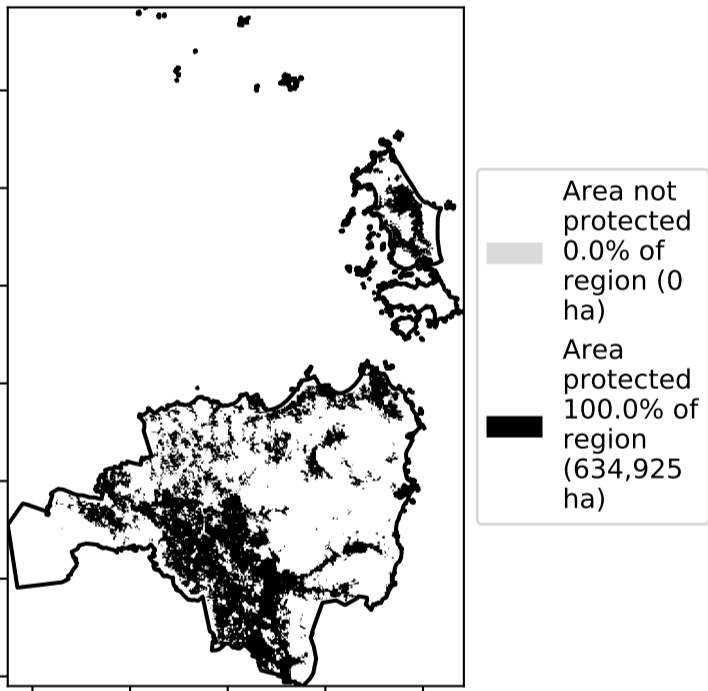 Area not
protected
0.0% of
region (0
ha)
Area
protected
100.0% of
region
(634,925
ha)